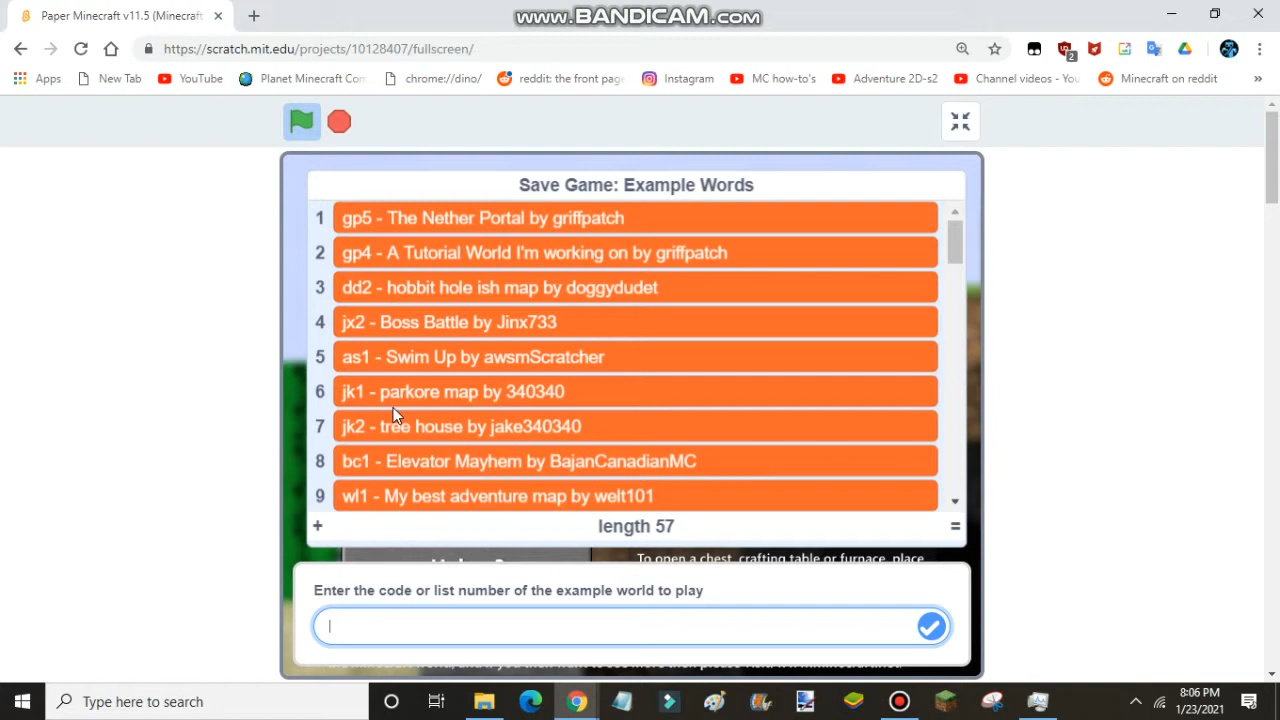 Paper Minecraft v11.5 (Minecraft
www.BANDICAM.com
https://scratch.mit.edu/projects/10128407/fullscreen/
2
Apps New Tab YouTube Planet Minecraft Com chrome://dino/ reddit: the front page Instagram MC how-to's Adventure 2D-s2 Channel videos - You Minecraft on reddit »
Save Game: Example Words
1 gp5 - The Nether Portal by griffpatch
2 gp4 - A Tutorial World I'm working on by griffpatch
3 dd2 - hobbit hole ish map by doggydudet
4 jx2 - Boss Battle by Jinx733
5 as1 - Swim Up by awsmScratcher
6 jk1 - parkore map by 340340
7 jk2 - tree house by jake340340
8 bc1 - Elevator Mayhem by BajanCanadianMC
9 wl1 - My best adventure map by welt101
+ length 57 =
To open a chest, crafting table or furnace, place
Enter the code or list number of the example world to play
Type here to search
8:06 PM
1/23/2021